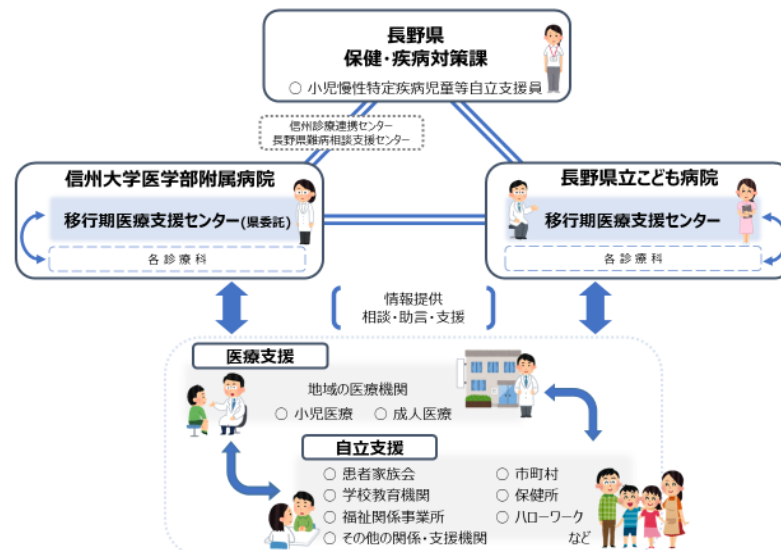 長野県
保健・疾病対策課
○ 小児慢性特定疾病児童等自立支援員
信州診療連携センター
長野県難病相談支援センター
信州大学医学部附属病院
移行期医療支援センター(県委託)
各診療科
長野県立こども病院
移行期医療支援センター
各診療科
情報提供
相談・助言・支援
医療支援
地域の医療機関
○ 小児医療 ○ 成人医療
自立支援
○ 患者家族会 ○ 市町村
○ 学校教育機関 ○ 保健所
○ 福祉関係事業所 ○ ハローワーク
○ その他の関係・支援機関 など